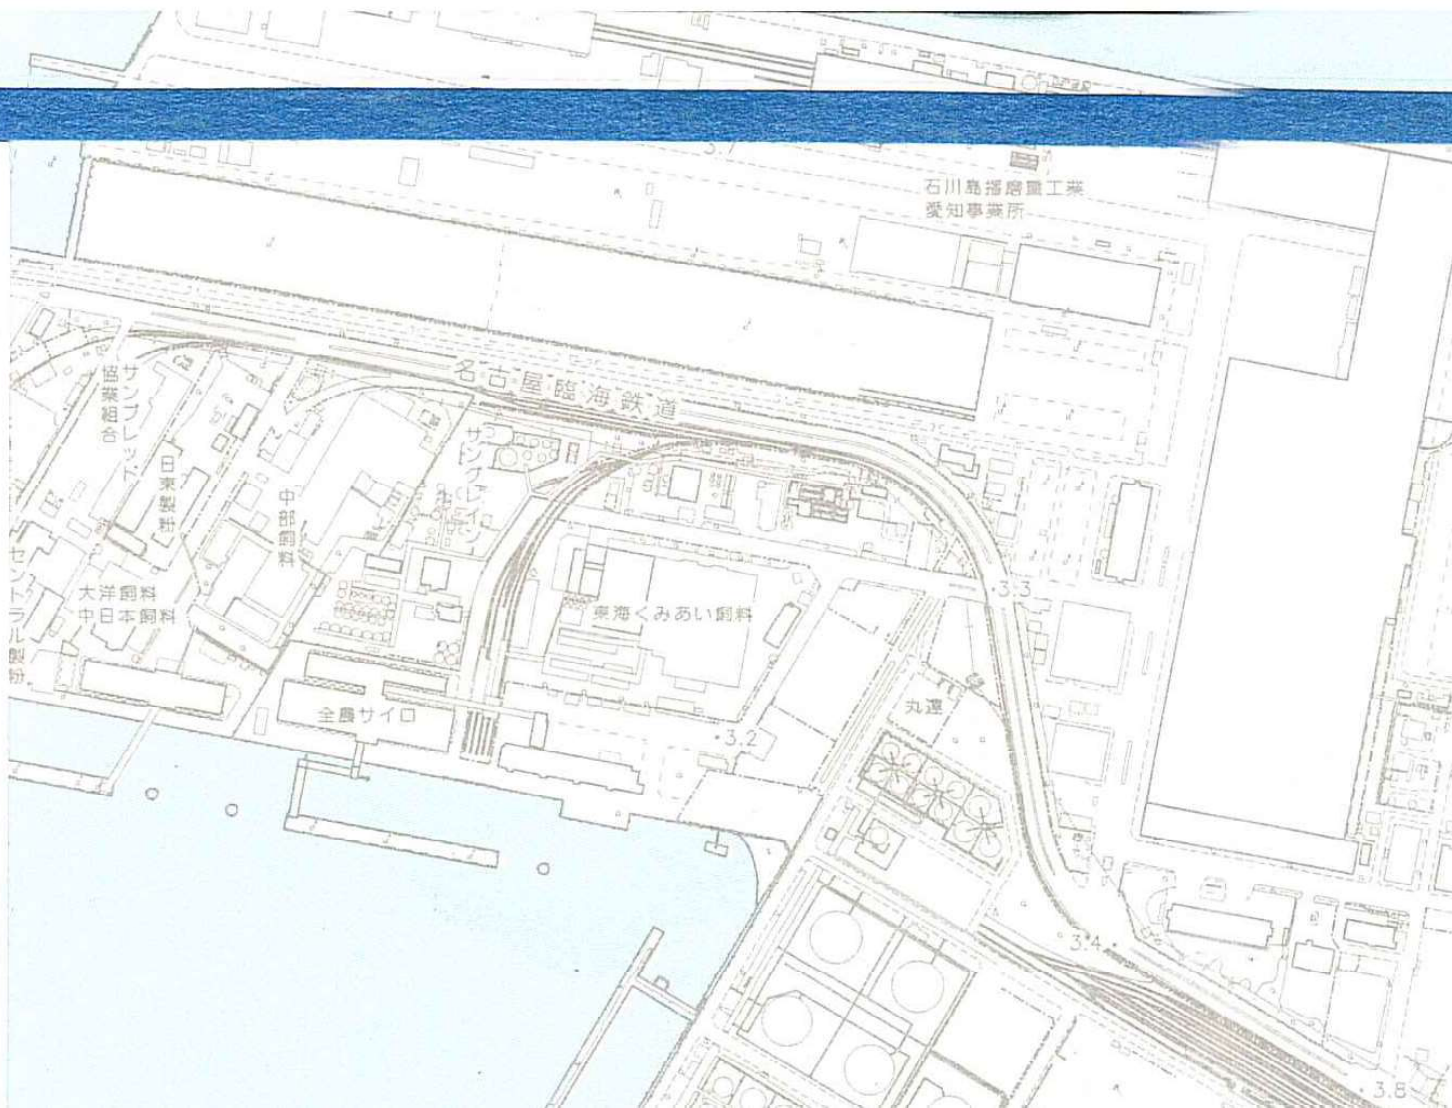 3.7
石川島播磨重工業
愛知事業所
名古屋臨海鉄道
サンブレッド
協業組合
日東製粉
中部飼料
サングレイン
セントラル製粉
大洋飼料
中日本飼料
東海くみあい飼料
3.3
全農サイロ
丸運
3.2
3.4
3.8